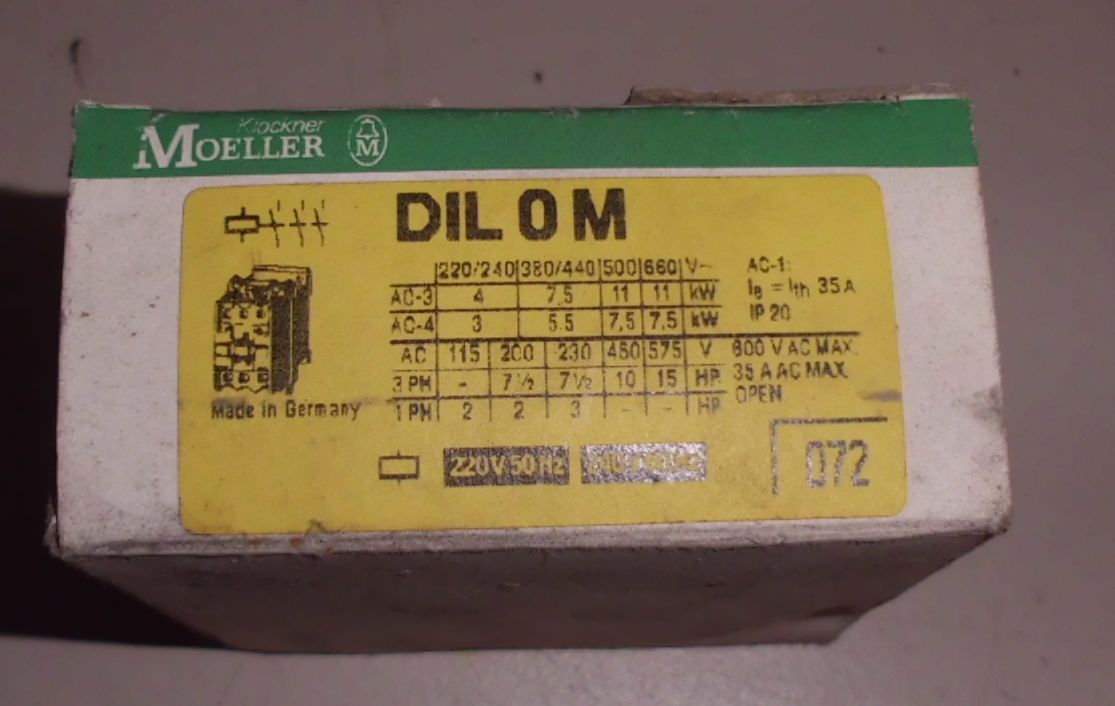 Klöckner
MOELLER M
DIL 0 M
220/240 380/440 500 660 V~
AC-3 4 7,5 11 11 kW
AC-4 3 5.5 7,5 7,5 kW
AC-1:
Ie = Ith 35 A
IP 20
AC 115 200 230 460 575 V
3 PH - 7½ 7½ 10 15 HP
1 PH 2 2 3 - - HP
600 V AC MAX.
35 A AC MAX.
OPEN
Made in Germany
220V 50 Hz
072